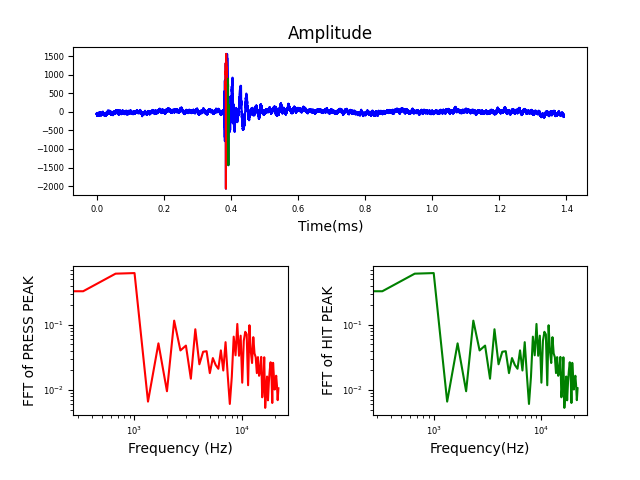 Amplitude
1500
1000
500
0
−500
−1000
−1500
−2000
0.0 0.2 0.4 0.6 0.8 1.0 1.2 1.4
Time(ms)
FFT of PRESS PEAK
10⁻¹
10⁻²
10³ 10⁴
Frequency (Hz)
FFT of HIT PEAK
10⁻¹
10⁻²
10³ 10⁴
Frequency(Hz)